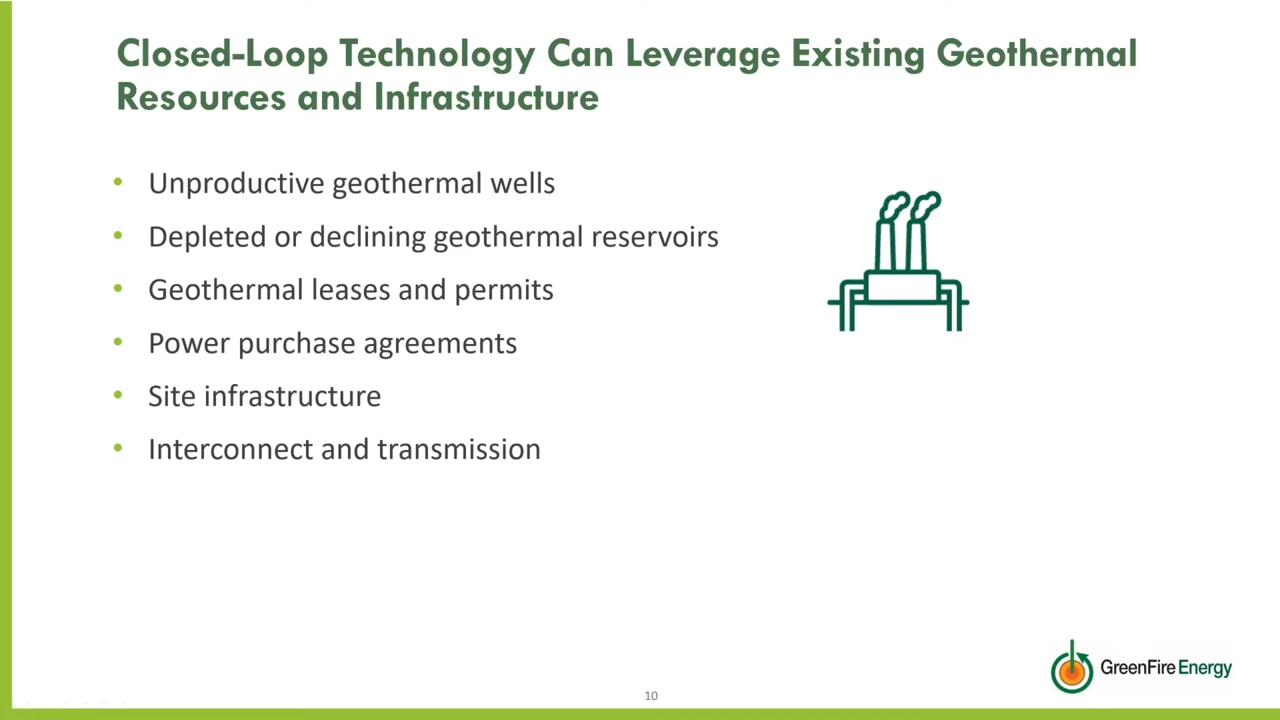 Closed-Loop Technology Can Leverage Existing Geothermal
Resources and Infrastructure
• Unproductive geothermal wells
• Depleted or declining geothermal reservoirs
• Geothermal leases and permits
• Power purchase agreements
• Site infrastructure
• Interconnect and transmission
GreenFire Energy
10